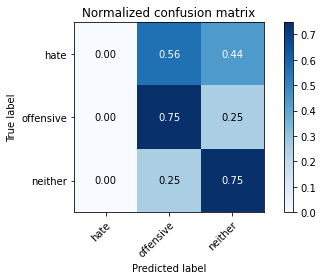 Normalized confusion matrix
True label
hate
offensive
neither
0.00 0.56 0.44
0.00 0.75 0.25
0.00 0.25 0.75
hate
offensive
neither
Predicted label
0.7
0.6
0.5
0.4
0.3
0.2
0.1
0.0